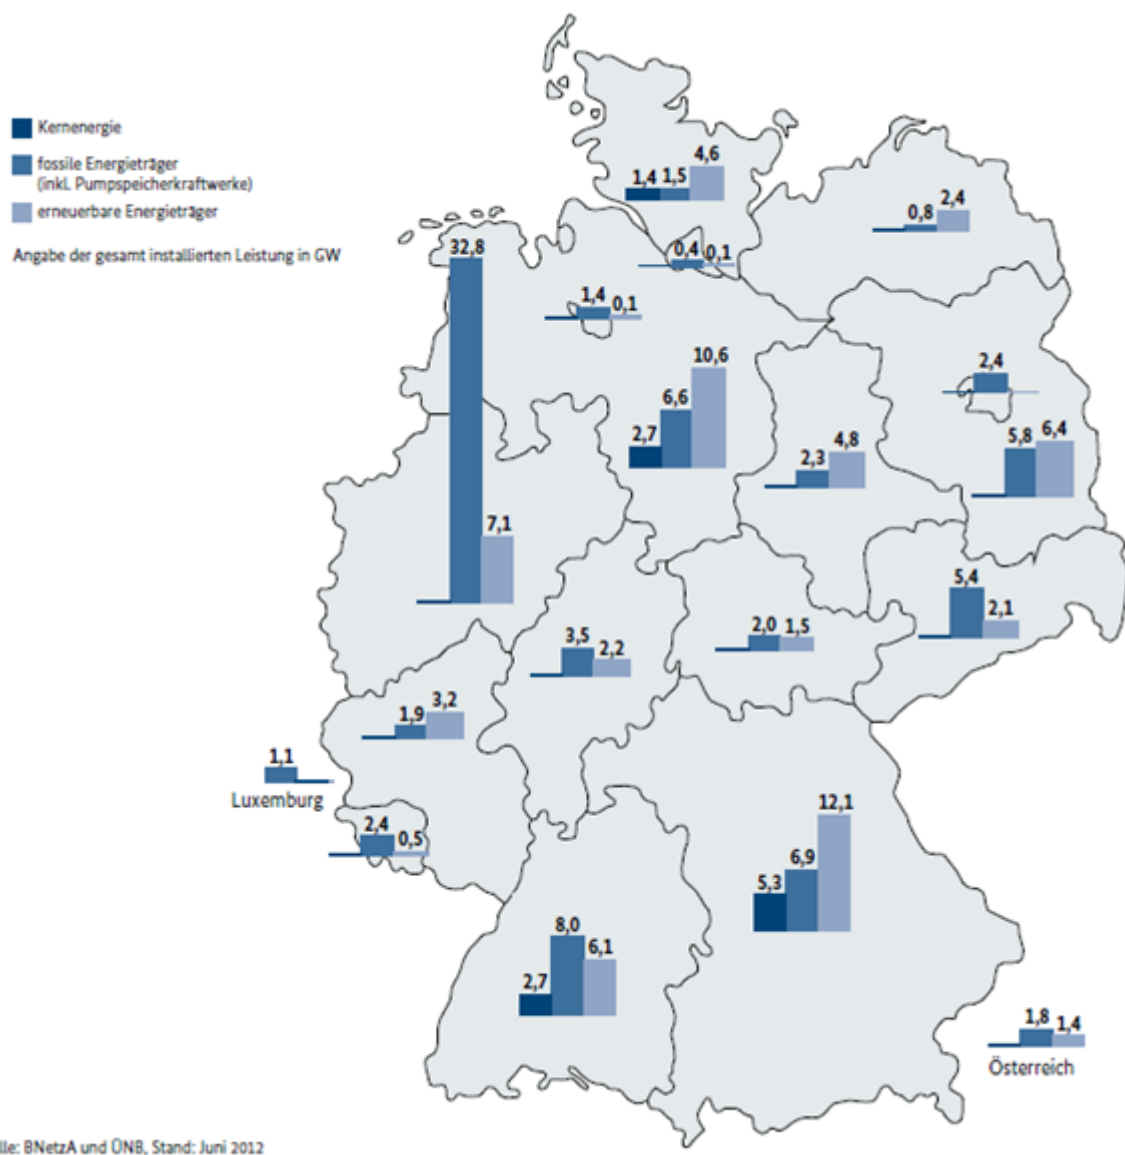 Kernenergie
fossile Energieträger
(inkl. Pumpspeicherkraftwerke)
erneuerbare Energieträger
Angabe der gesamt installierten Leistung in GW
1,4 1,5 4,6
0,8 2,4
0,4 0,1
32,8 7,1
1,4 0,1
2,7 6,6 10,6
2,4
2,3 4,8
5,8 6,4
5,4 2,1
3,5 2,2
2,0 1,5
1,9 3,2
1,1
Luxemburg
2,4 0,5
5,3 6,9 12,1
2,7 8,0 6,1
1,8 1,4
Österreich
lle: BNetzA und ÜNB, Stand: Juni 2012